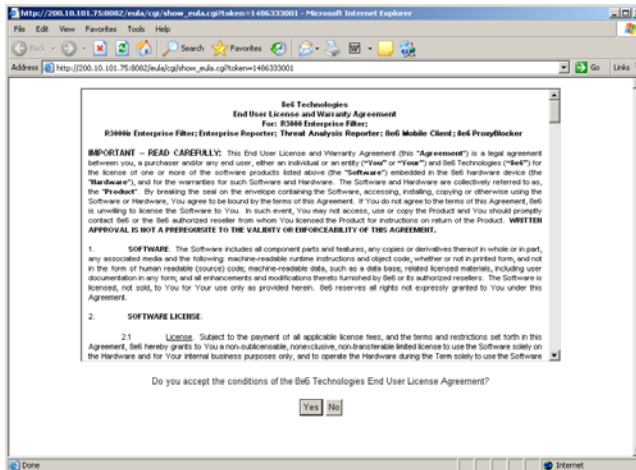 http://200.10.101.75:8082/eula/cgi/show_eula.cgi?token=1486333001 - Microsoft Internet Explorer
File Edit View Favorites Tools Help
Back Search Favorites
Address http://200.10.101.75:8082/eula/cgi/show_eula.cgi?token=1486333001 Go Links
8e6 Technologies
End User License and Warranty Agreement
For: R3000 Enterprise Filter;
R3000ir Enterprise Filter; Enterprise Reporter; Threat Analysis Reporter; 8e6 Mobile Client; 8e6 ProxyBlocker
IMPORTANT – READ CAREFULLY: This End User License and Warranty Agreement (this "Agreement") is a legal agreement
between you, a purchaser and/or any end user, either an individual or an entity ("You" or "Your") and 8e6 Technologies ("8e6") for
the license of one or more of the software products listed above (the "Software") embedded in the 8e6 hardware device (the
"Hardware"), and for the warranties for such Software and Hardware. The Software and Hardware are collectively referred to as,
the "Product". By breaking the seal on the envelope containing the Software, accessing, installing, copying or otherwise using the
Software or Hardware, You agree to be bound by the terms of this Agreement. If You do not agree to the terms of this Agreement, 8e6
is unwilling to license the Software to You. In such event, You may not access, use or copy the Product and You should promptly
contact 8e6 or the 8e6 authorized reseller from whom You licensed the Product for instructions on return of the Product. WRITTEN
APPROVAL IS NOT A PREREQUISITE TO THE VALIDITY OR ENFORCEABILITY OF THIS AGREEMENT.
1. SOFTWARE. The Software includes all component parts and features, any copies or derivatives thereof in whole or in part,
any associated media and the following: machine-readable runtime instructions and object code, whether or not in printed form, and not
in the form of human readable (source) code; machine-readable data, such as a data base; related licensed materials, including user
documentation in any form; and all enhancements and modifications thereto furnished by 8e6 or its authorized resellers. The Software is
licensed, not sold, to You for Your use only as provided herein. 8e6 reserves all rights not expressly granted to You under this
Agreement.
2. SOFTWARE LICENSE.
2.1 License. Subject to the payment of all applicable license fees, and the terms and restrictions set forth in this
Agreement, 8e6 hereby grants to You a non-sublicensable, nonexclusive, non-transferable limited license to use the Software solely on
the Hardware and for Your internal business purposes only, and to operate the Hardware during the Term solely to use the Software
Do you accept the conditions of the 8e6 Technologies End User License Agreement?
Yes No
Done Internet